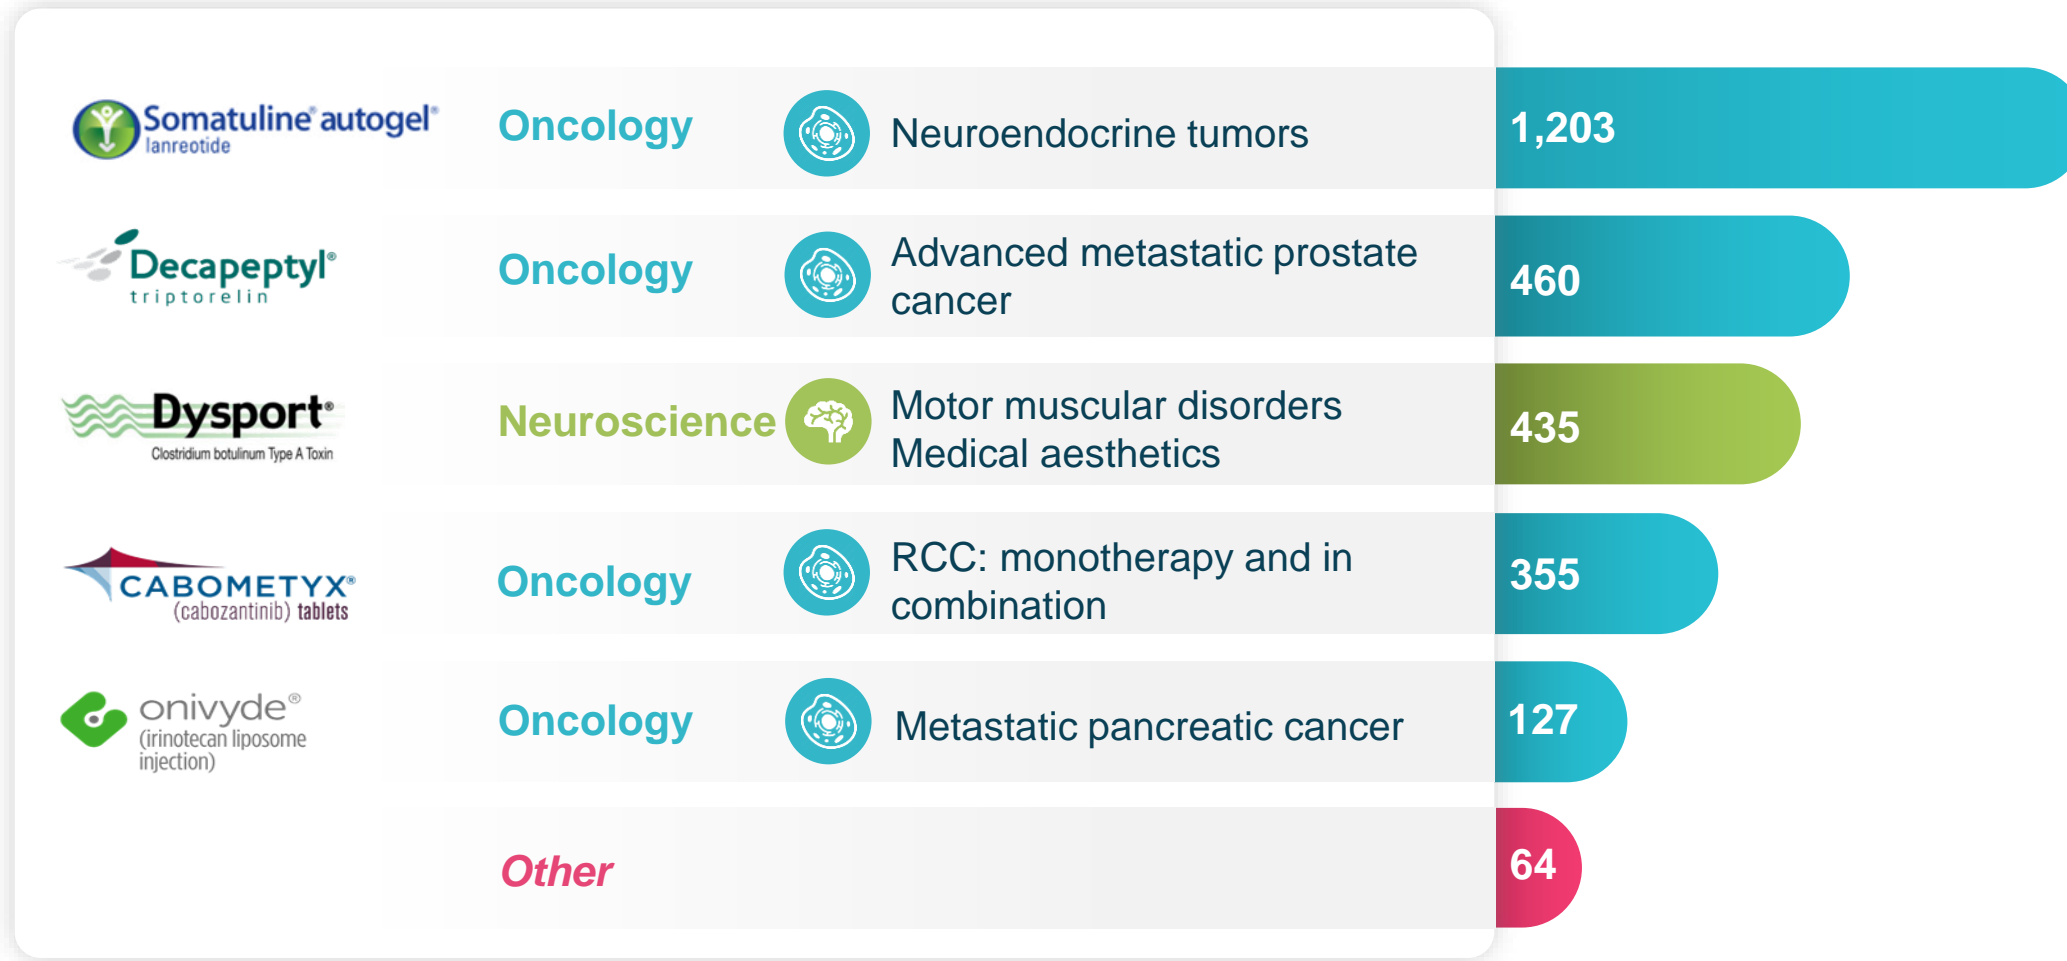 Somatuline® autogel®
lanreotide
Oncology
Neuroendocrine tumors
1,203
Decapeptyl®
triptorelin
Oncology
Advanced metastatic prostate
cancer
460
Dysport®
Clostridium botulinum Type A Toxin
Neuroscience
Motor muscular disorders
Medical aesthetics
435
CABOMETYX®
(cabozantinib) tablets
Oncology
RCC: monotherapy and in
combination
355
onivyde®
(irinotecan liposome
injection)
Oncology
Metastatic pancreatic cancer
127
Other
64